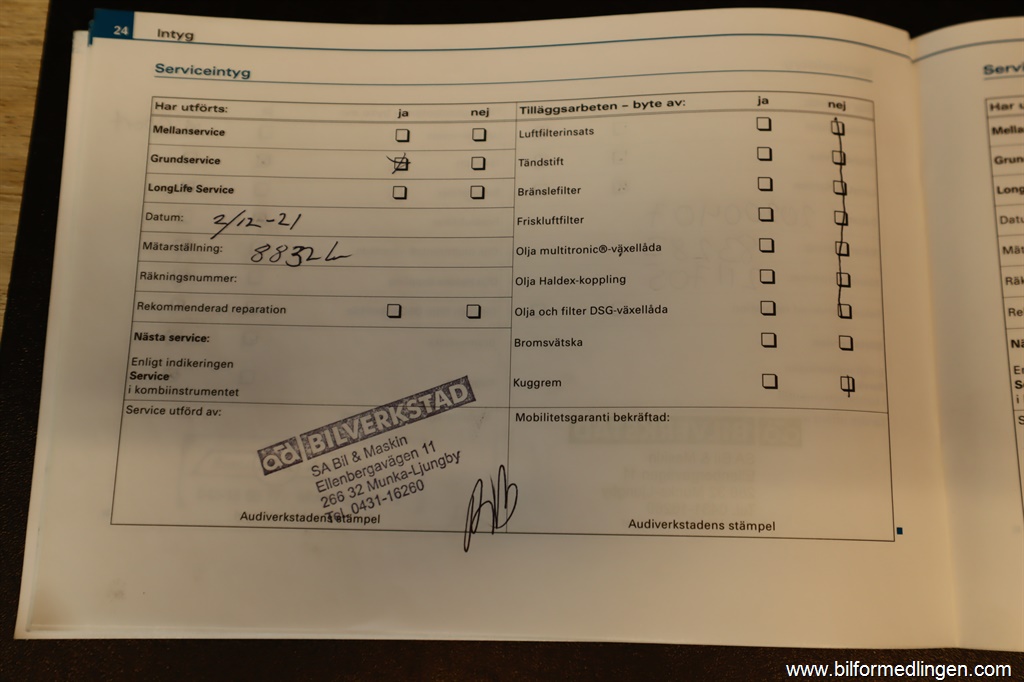 24 Intyg
Serviceintyg
Har utförts: ja nej
Mellanservice
Grundservice
LongLife Service
Datum: 2/12-21
Mätarställning:
Räkningsnummer:
Rekommenderad reparation
Nästa service:
Enligt indikeringen
Service
i kombiinstrumentet
Service utförd av:
ad BILVERKSTAD
SA Bil & Maskin
Ellenbergavägen 11
266 32 Munka-Ljungby
Tel. 0431-16260
Audiverkstadens stämpel
Tilläggsarbeten – byte av: ja nej
Luftfilterinsats
Tändstift
Bränslefilter
Friskluftfilter
Olja multitronic®-växellåda
Olja Haldex-koppling
Olja och filter DSG-växellåda
Bromsvätska
Kuggrem
Mobilitetsgaranti bekräftad:
Audiverkstadens stämpel
www.bilformedlingen.com